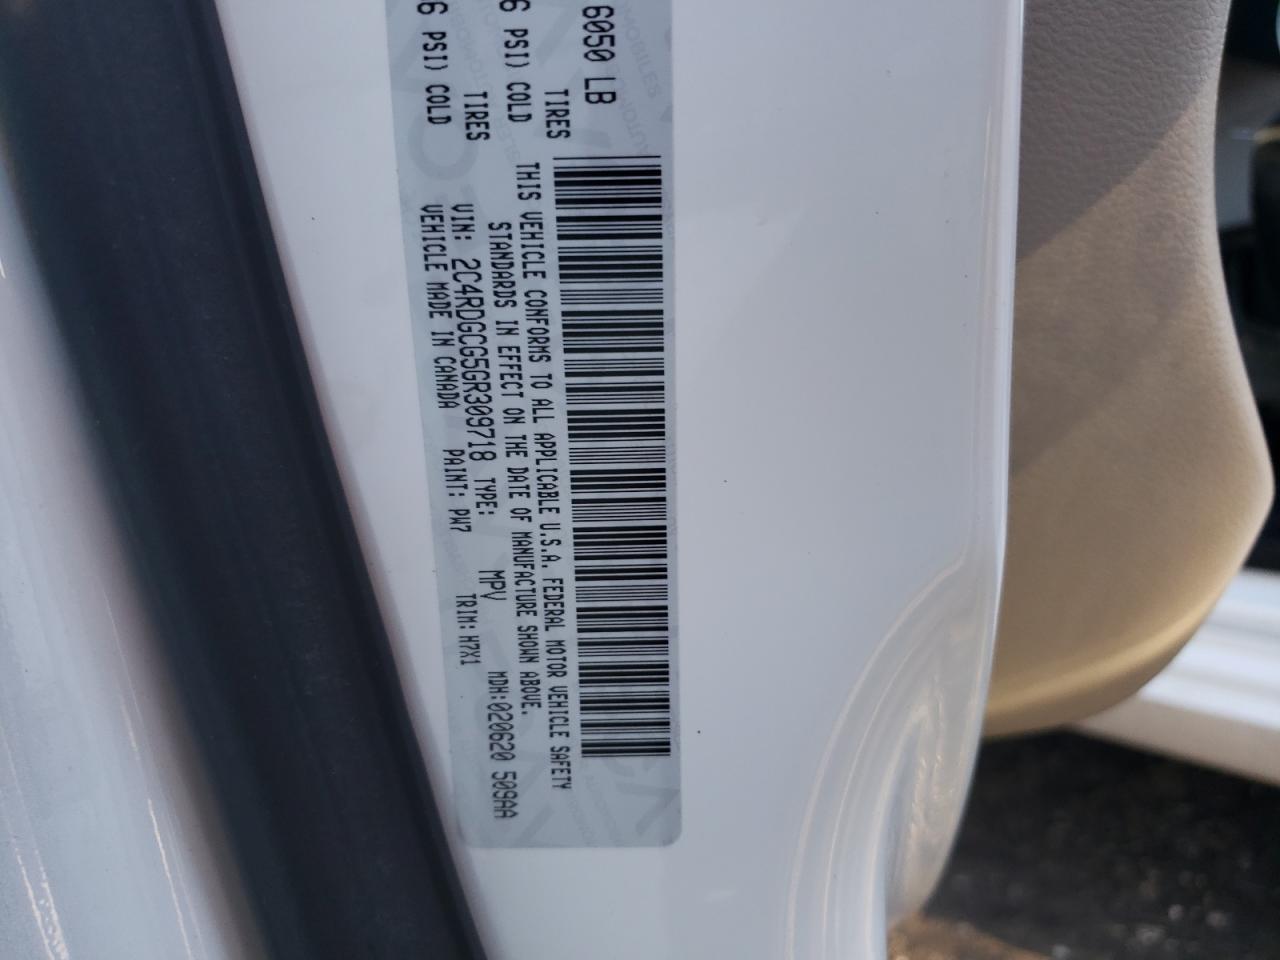 6050 LB
TIRES
6 PSI) COLD
TIRES
6 PSI) COLD
THIS VEHICLE CONFORMS TO ALL APPLICABLE U.S.A. FEDERAL MOTOR VEHICLE SAFETY
STANDARDS IN EFFECT ON THE DATE OF MANUFACTURE SHOWN ABOVE.
VIN: 2C4RDGCG5GR309718 TYPE: MPV MDH:020620 509AA
VEHICLE MADE IN CANADA PAINT: PW7 TRIM: H7X1